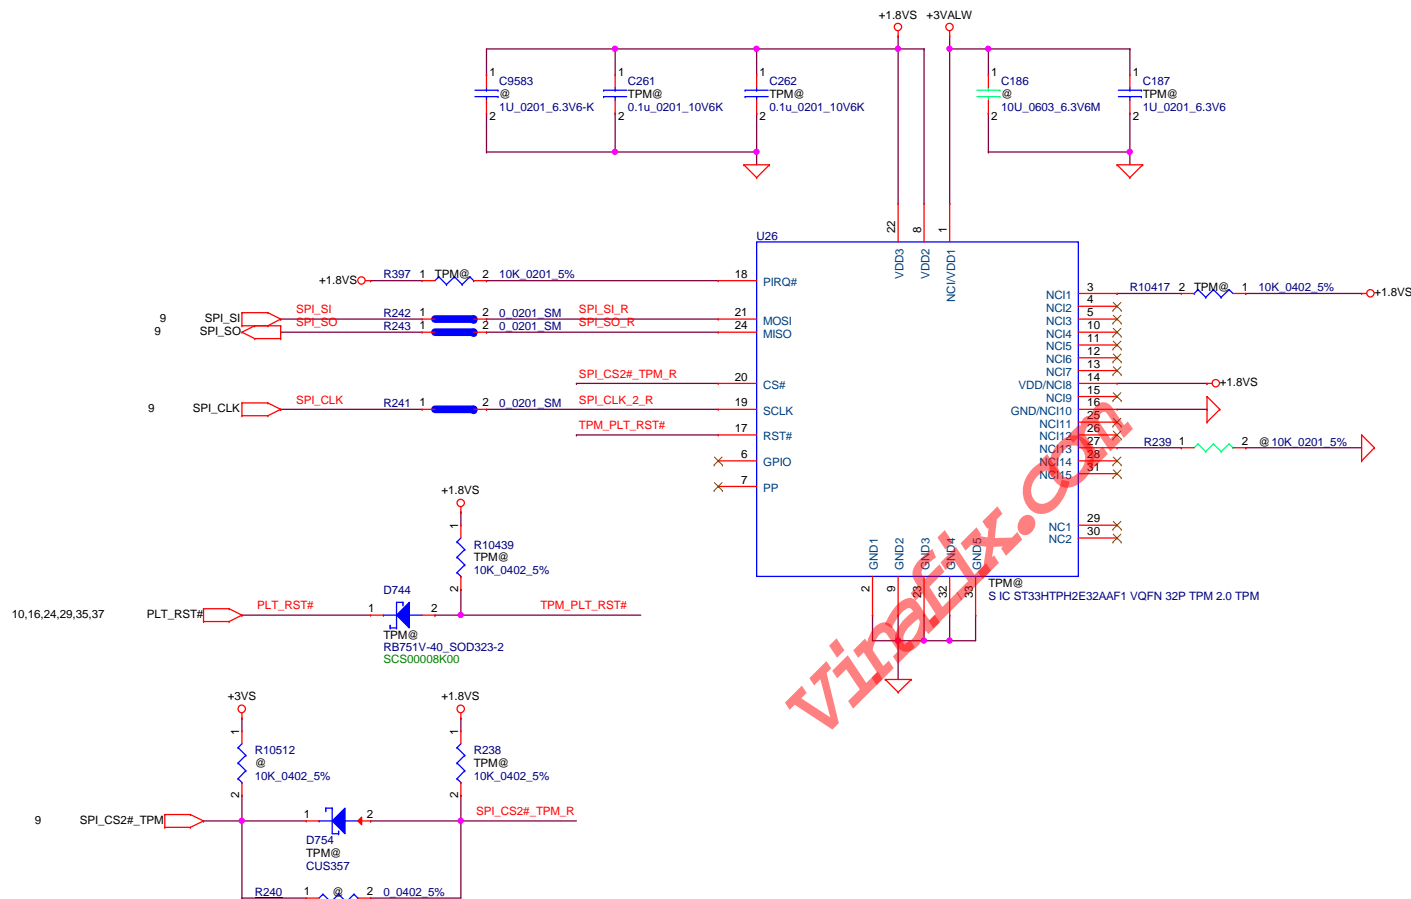 +1.8VS
+3VALW
1
C9583
@
1U_0201_6.3V6-K
2
1
C261
TPM@
0.1u_0201_10V6K
2
1
C262
TPM@
0.1u_0201_10V6K
2
1
C186
@
10U_0603_6.3V6M
2
1
C187
TPM@
1U_0201_6.3V6
2
U26
22
8
1
VDD3
VDD2
NCI/VDD1
+1.8VS
R397 1 TPM@ 2 10K_0201_5%
18 PIRQ#
9 SPI_SI
SPI_SI
R242 1 2 0_0201_SM
SPI_SI_R
21 MOSI
9 SPI_SO
SPI_SO
R243 1 2 0_0201_SM
SPI_SO_R
24 MISO
SPI_CS2#_TPM_R
20 CS#
9 SPI_CLK
SPI_CLK
R241 1 2 0_0201_SM
SPI_CLK_2_R
19 SCLK
TPM_PLT_RST#
17 RST#
6 GPIO
7 PP
NCI1 3
R10417 2 TPM@ 1 10K_0402_5%
+1.8VS
NCI2 4
NCI3 5
NCI4 10
NCI5 11
NCI6 12
NCI7 13
VDD/NCI8 14
+1.8VS
NCI9 15
GND/NCI10 16
NCI11 25
NCI12 26
NCI13 27
R239 1 2 @ 10K_0201_5%
NCI14 28
NCI15 31
NC1 29
NC2 30
GND1
GND2
GND3
GND4
GND5
2
9
23
32
33
TPM@
S IC ST33HTPH2E32AAF1 VQFN 32P TPM 2.0 TPM
+1.8VS
1
R10439
TPM@
10K_0402_5%
2
10,16,24,29,35,37 PLT_RST#
PLT_RST#
D744
1 2
TPM_PLT_RST#
TPM@
RB751V-40_SOD323-2
SCS00008K00
+3VS
1
R10512
@
10K_0402_5%
2
+1.8VS
1
R238
TPM@
10K_0402_5%
2
9 SPI_CS2#_TPM
1 2
SPI_CS2#_TPM_R
D754
TPM@
CUS357
R240 1 @ 2 0_0402_5%
vinafix.com